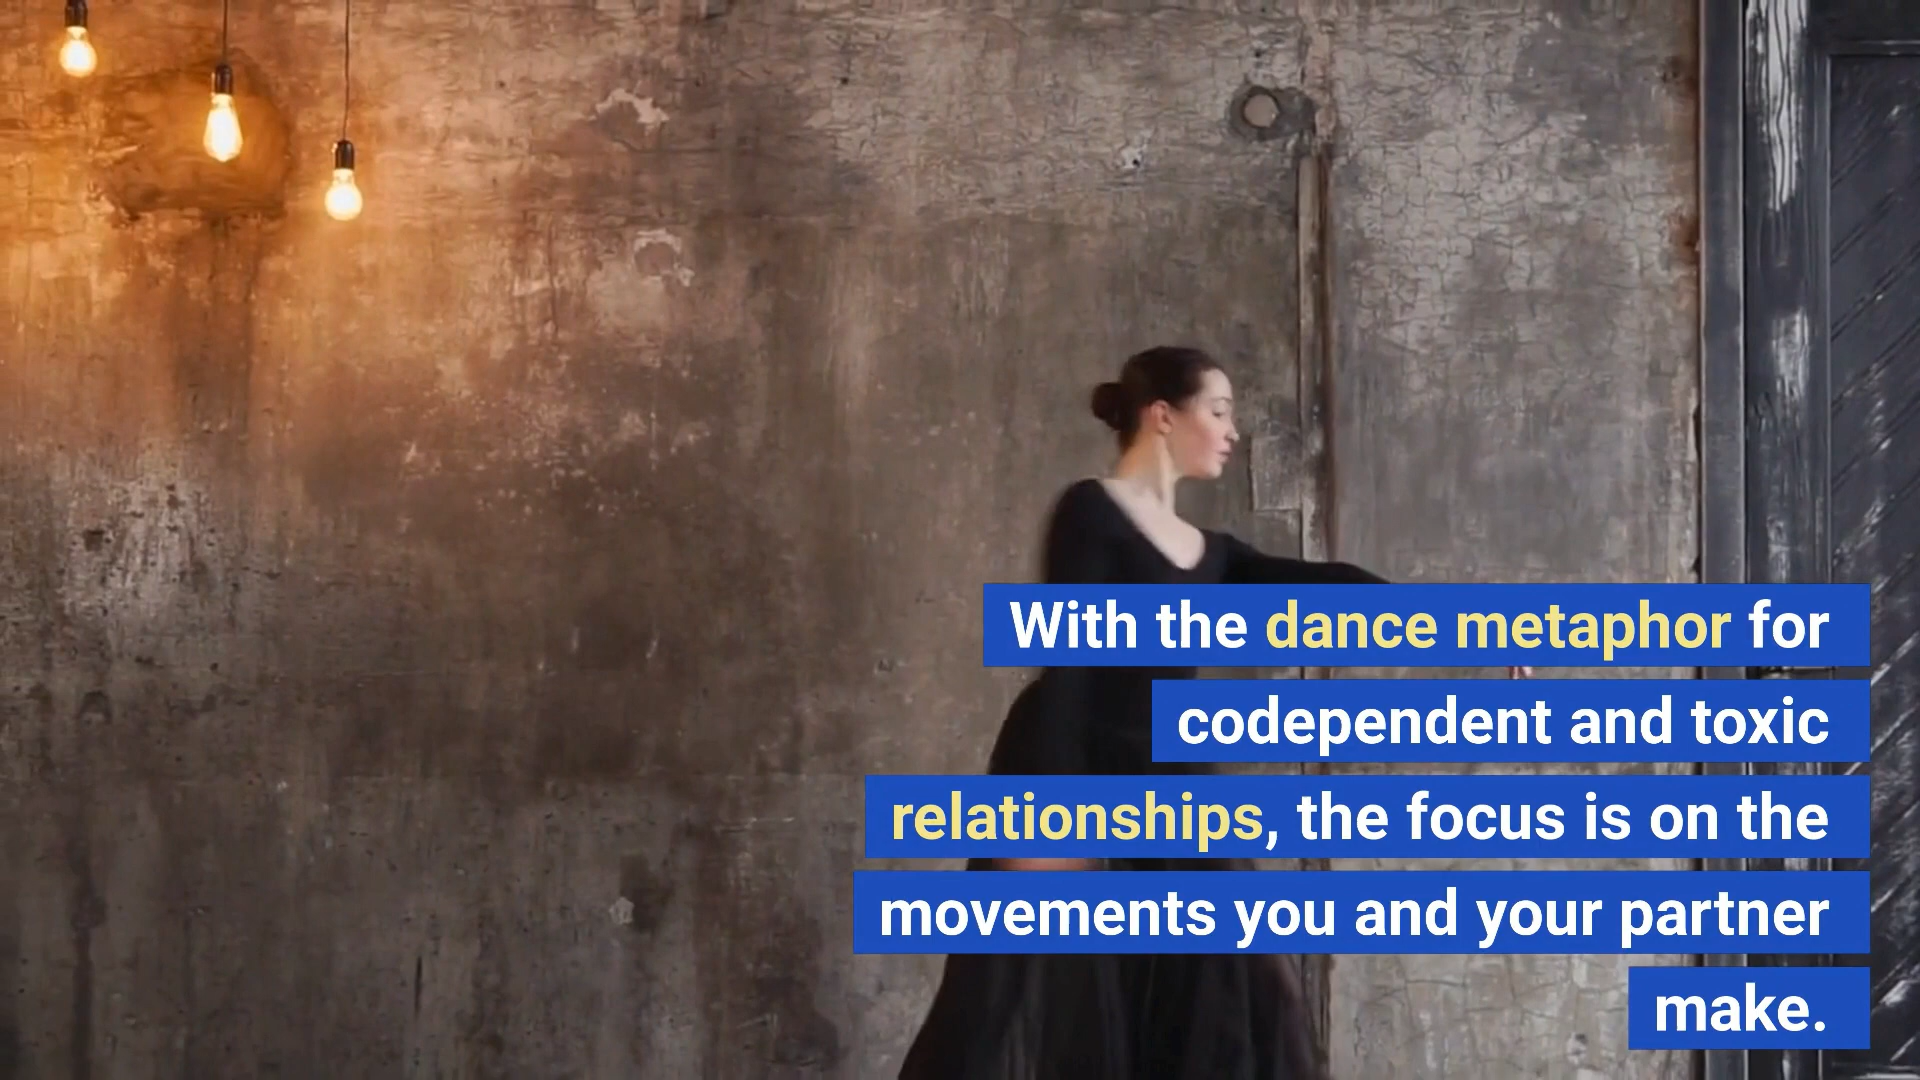 With the dance metaphor for
codependent and toxic
relationships, the focus is on the
movements you and your partner
make.